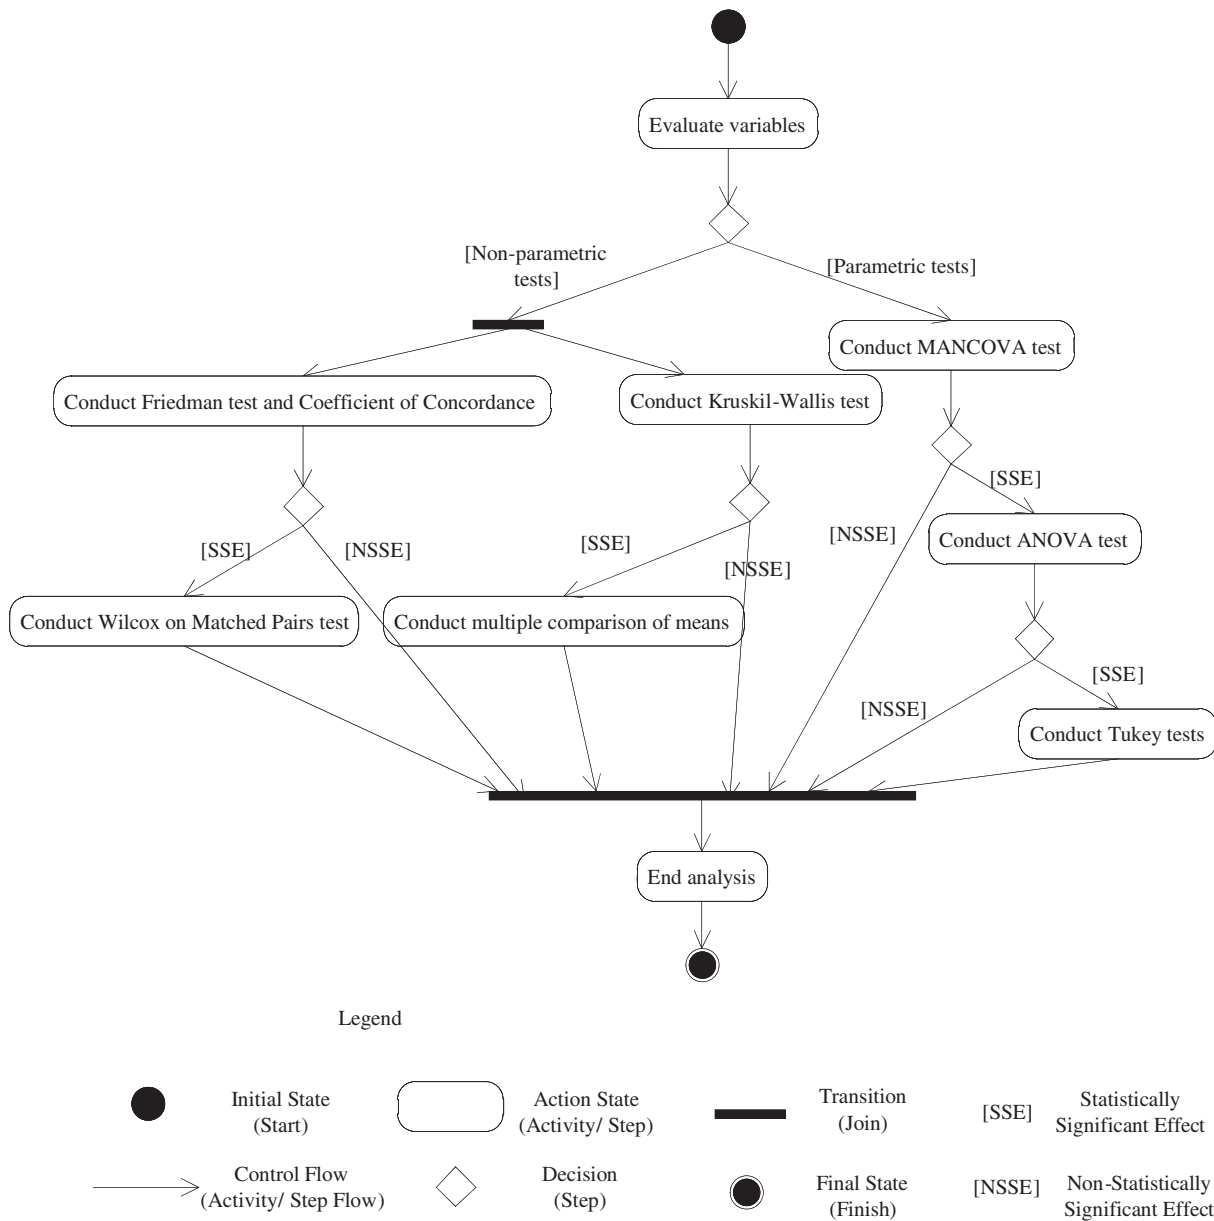 Evaluate variables
[Non-parametric
tests]
[Parametric tests]
Conduct MANCOVA test
Conduct Friedman test and Coefficient of Concordance
Conduct Kruskil-Wallis test
[SSE]
[NSSE]
[SSE]
[NSSE]
[NSSE]
[SSE]
Conduct ANOVA test
Conduct Wilcox on Matched Pairs test
Conduct multiple comparison of means
[NSSE]
[SSE]
Conduct Tukey tests
End analysis
Legend
Initial State
(Start)
Action State
(Activity/ Step)
Transition
(Join)
[SSE]
Statistically
Significant Effect
Control Flow
(Activity/ Step Flow)
Decision
(Step)
Final State
(Finish)
[NSSE]
Non-Statistically
Significant Effect